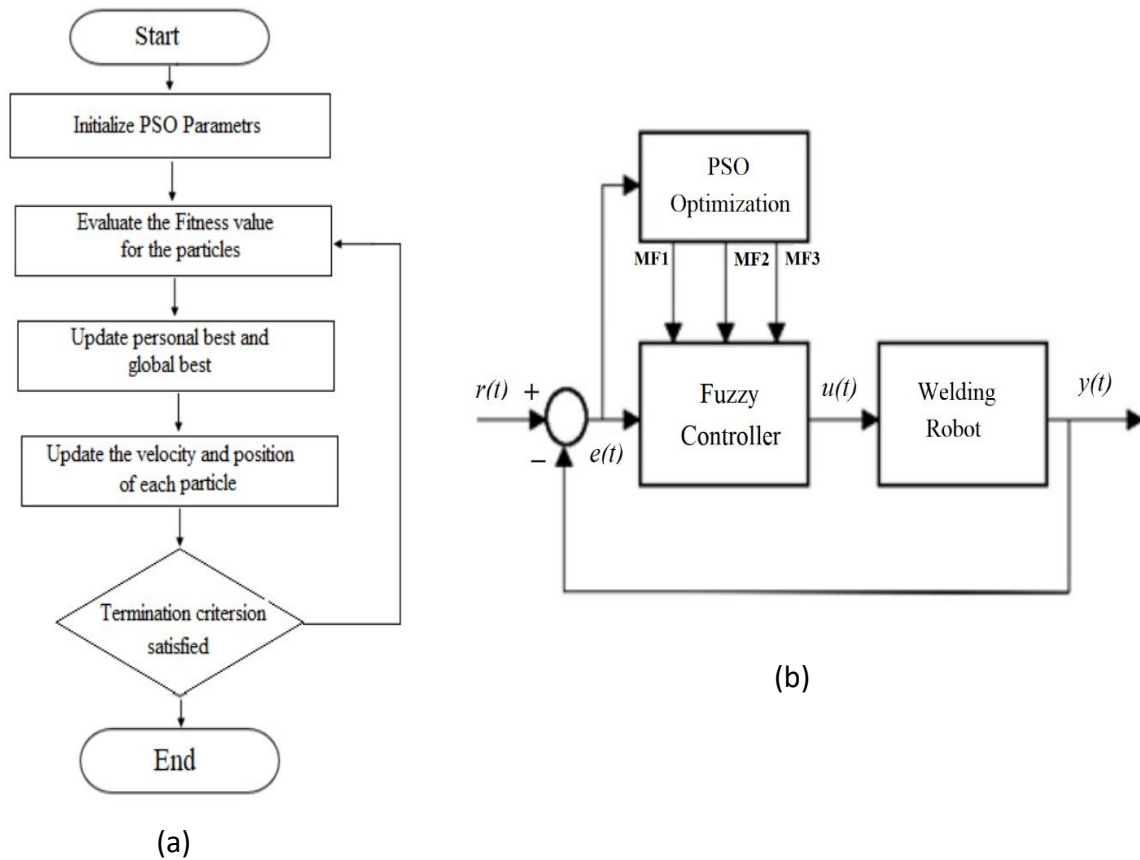 Start
Initialize PSO Parametrs
Evaluate the Fitness value
for the particles
Update personal best and
global best
Update the velocity and position
of each particle
Termination critersion
satisfied
End
(a)
PSO
Optimization
MF1 MF2 MF3
r(t) +
−
e(t)
Fuzzy
Controller
u(t)
Welding
Robot
y(t)
(b)